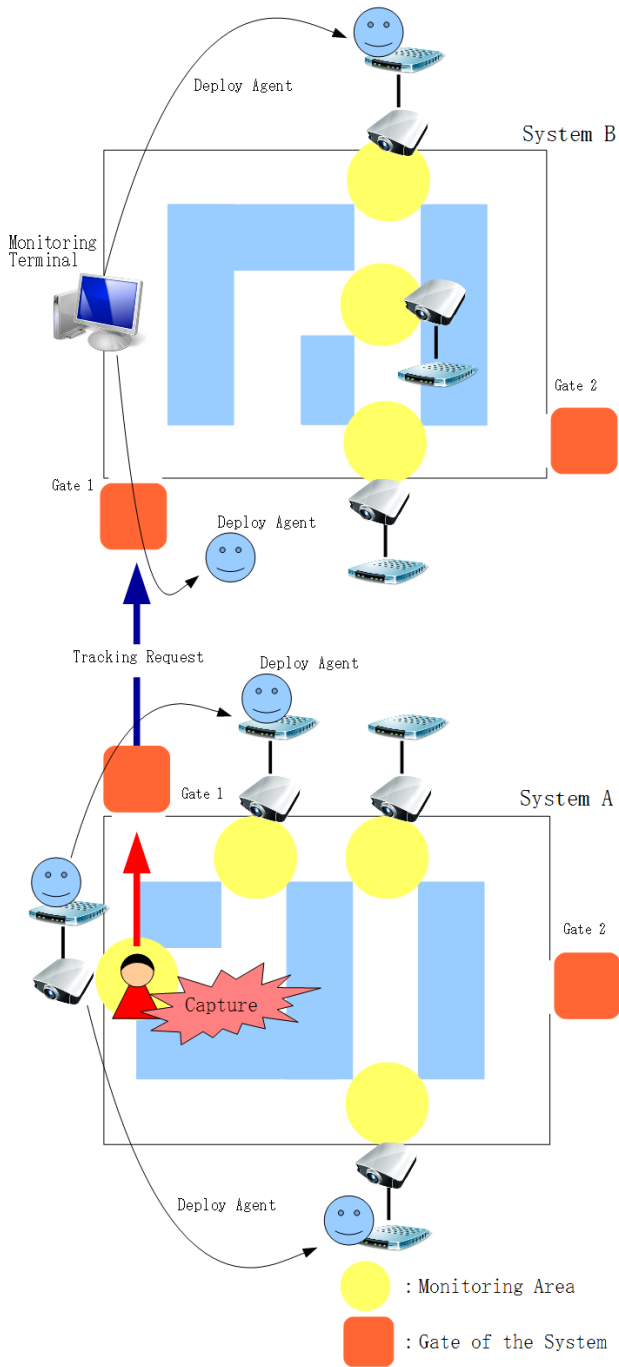 Deploy Agent
System B
Monitoring
Terminal
Gate 2
Gate 1
Deploy Agent
Tracking Request
Deploy Agent
Gate 1
System A
Gate 2
Capture
Deploy Agent
: Monitoring Area
: Gate of the System